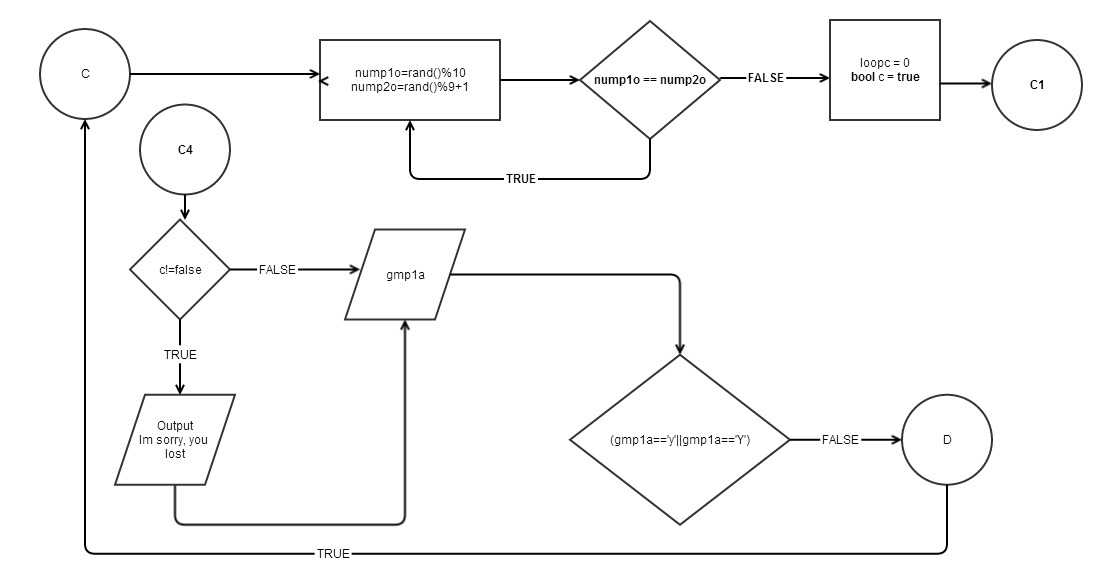 C
nump1o=rand()%10
nump2o=rand()%9+1
nump1o == nump2o
FALSE
loopc = 0
bool c = true
C1
TRUE
C4
c!=false
FALSE
gmp1a
TRUE
Output
Im sorry, you
lost
(gmp1a=='y'||gmp1a=='Y')
FALSE
D
TRUE